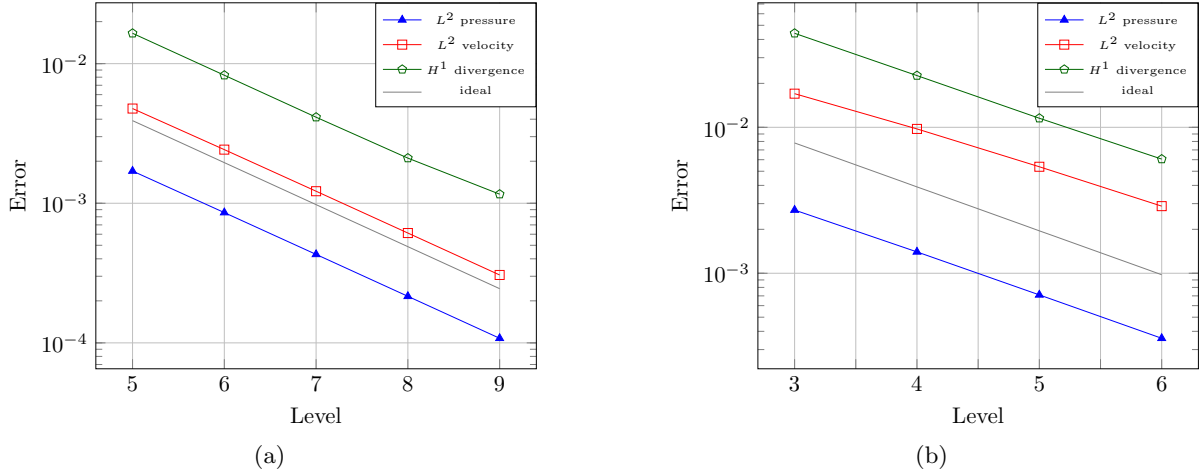 10^{-2}
10^{-3}
10^{-4}
Error
5 6 7 8 9
Level
L^2 pressure
L^2 velocity
H^1 divergence
ideal
(a)
10^{-2}
10^{-3}
Error
3 4 5 6
Level
L^2 pressure
L^2 velocity
H^1 divergence
ideal
(b)